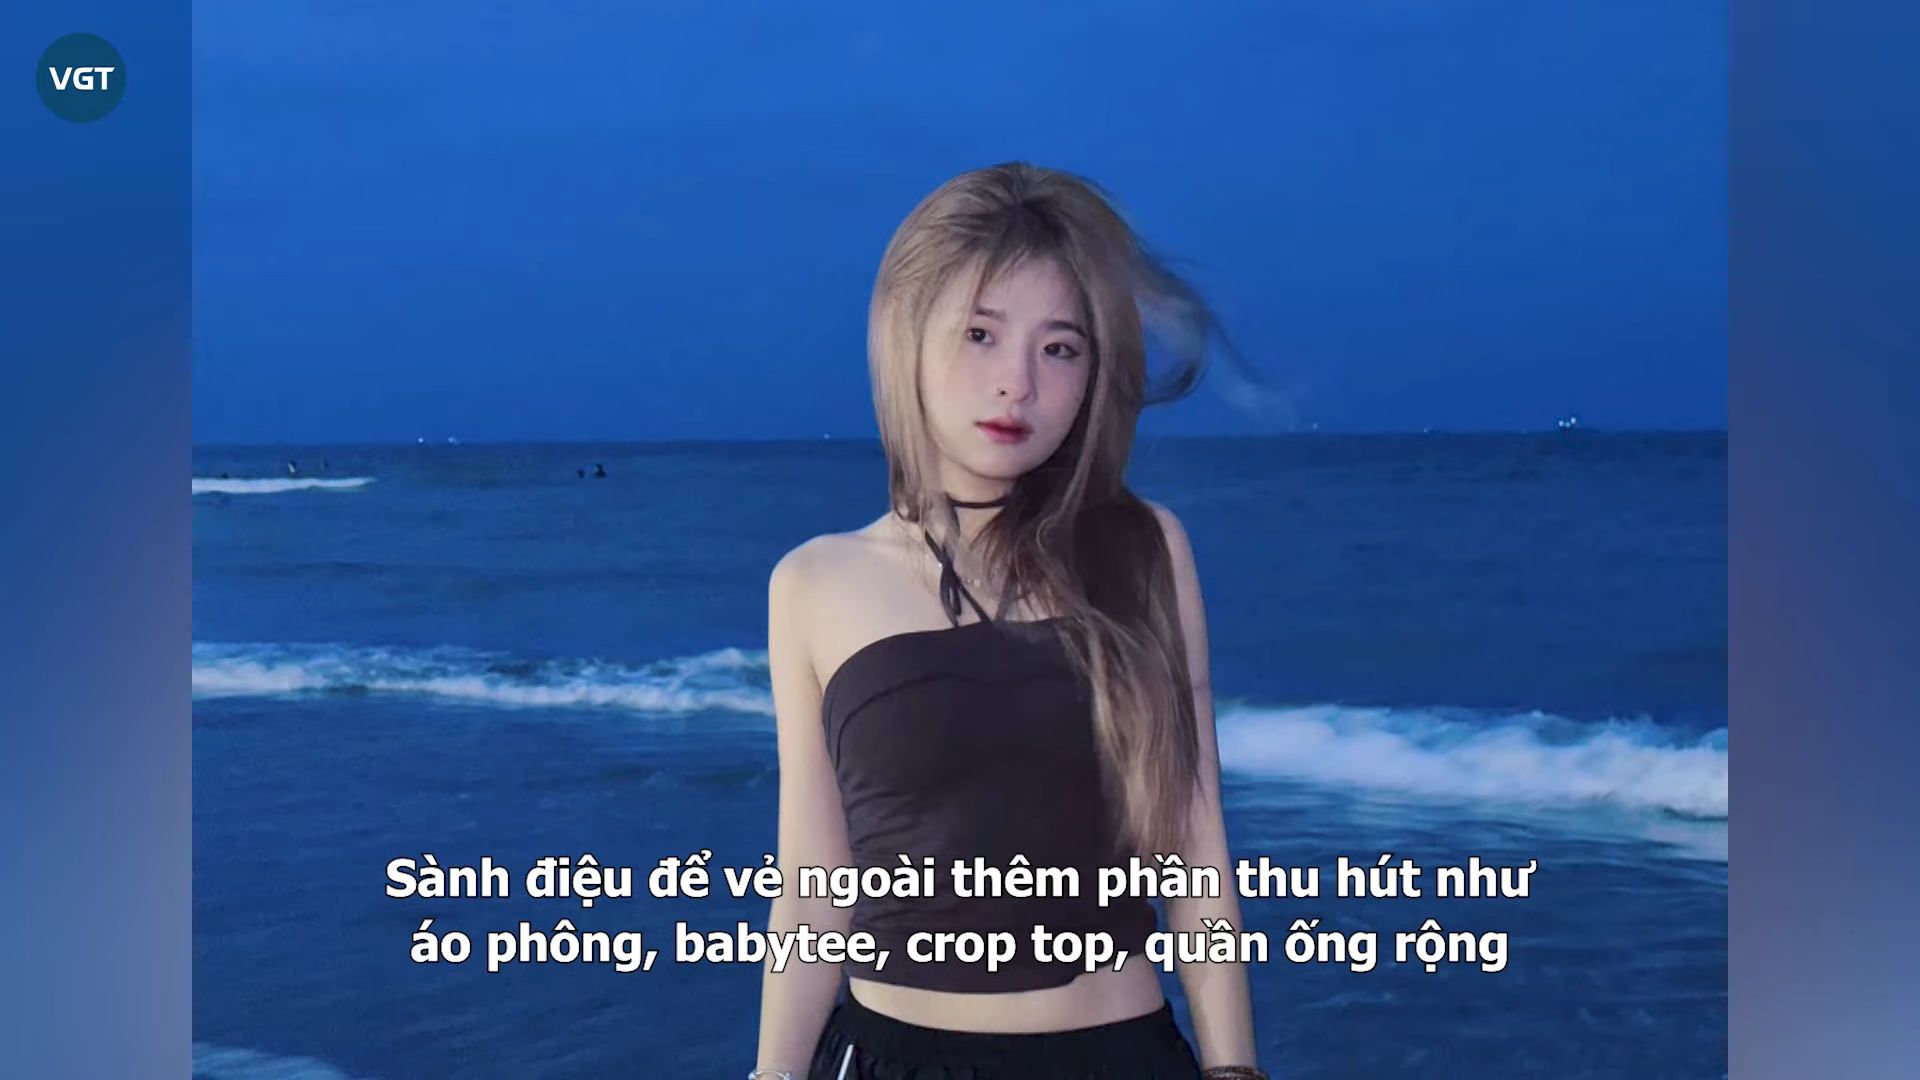 VGT
Sành điệu để vẻ ngoài thêm phần thu hút như
áo phông, babytee, crop top, quần ống rộng